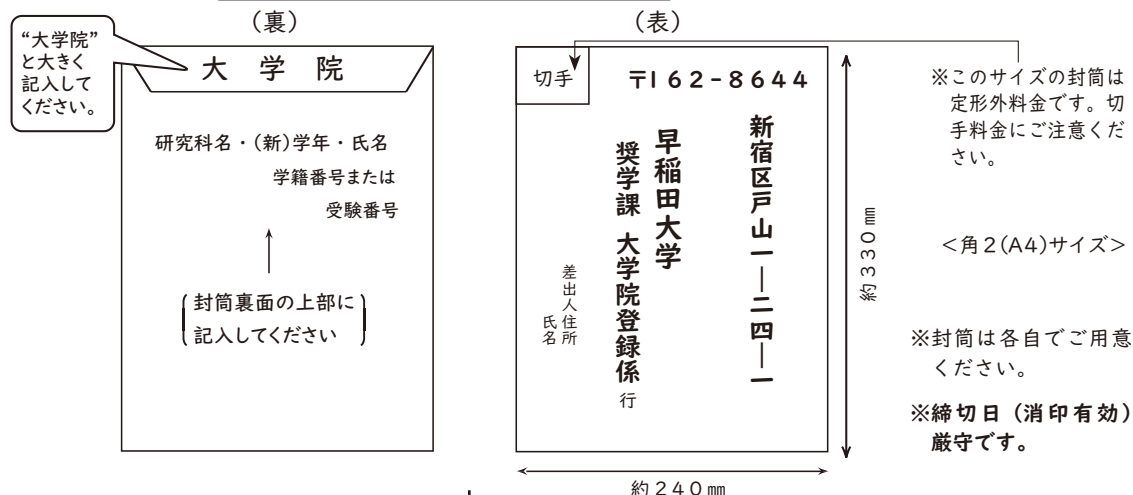 （裏）
“大学院”
と大きく
記入して
ください。
大 学 院
研究科名・（新）学年・氏名
学籍番号または
受験番号
封筒裏面の上部に
記入してください
（表）
切手
〒162-8644
新宿区戸山一―二四―一
早稲田大学
奨学課 大学院登録係 行
差出人住所
氏名
約330㎜
約240㎜
※このサイズの封筒は
定形外料金です。切
手料金にご注意くだ
さい。
＜角2（A4）サイズ＞
※封筒は各自でご用意
ください。
※締切日（消印有効）
厳守です。